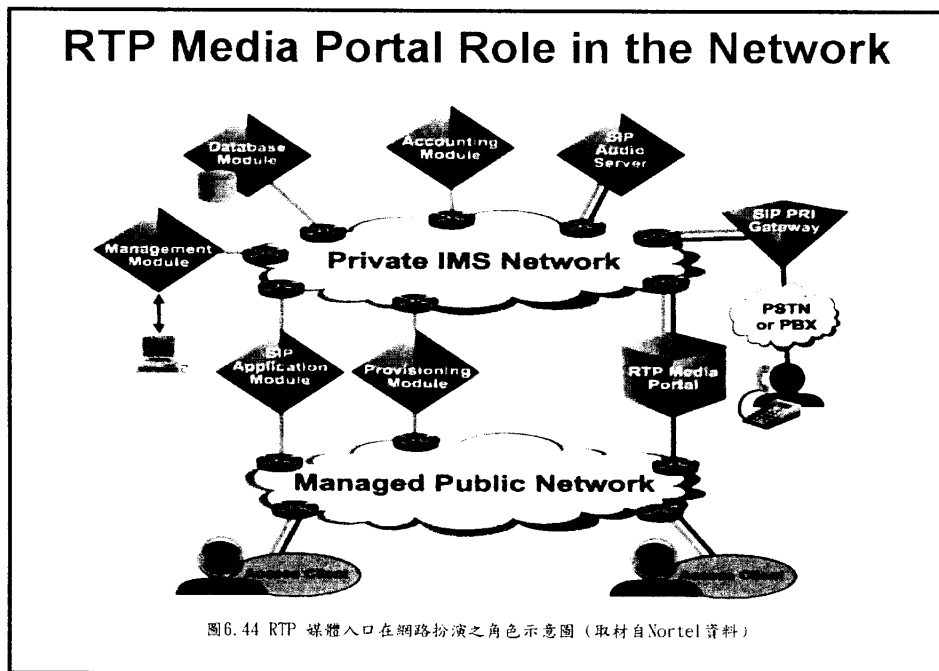 RTP Media Portal Role in the Network
Database
Module
Accounting
Module
SIP
Audio
Server
SIP PRI
Gateway
Management
Module
Private IMS Network
PSTN
or PBX
SIP
Application
Module
Provisioning
Module
RTP Media
Portal
Managed Public Network
圖6.44 RTP 媒體入口在網路扮演之角色示意圖 (取材自Nortel資料)